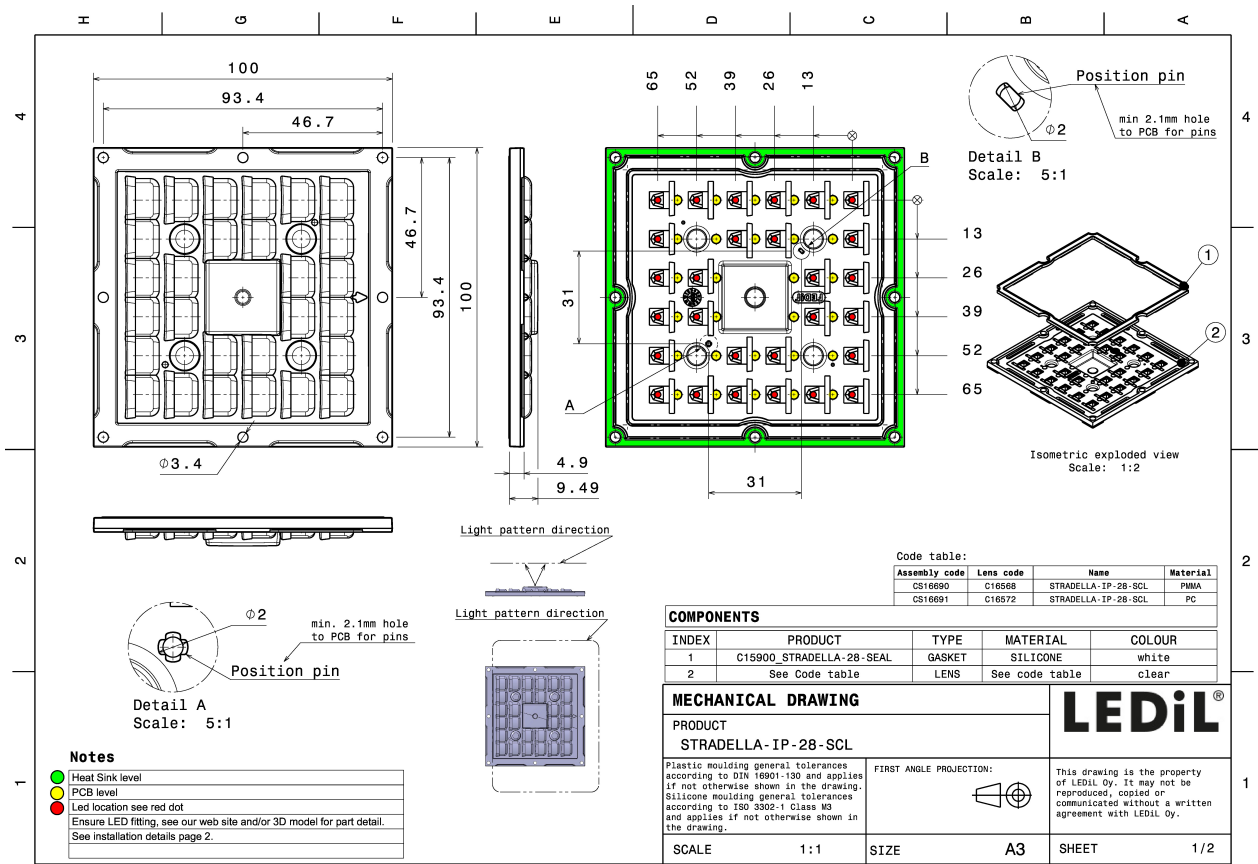 H G F E D C B A
4
3
2
1
4
3
2
1
100
93.4
46.7
46.7
93.4
100
Ø3.4
4.9
9.49
65 52 39 26 13
B
13
26
39
52
65
31
31
A
Position pin
min 2.1mm hole
to PCB for pins
Ø2
Detail B
Scale: 5:1
1
2
Isometric exploded view
Scale: 1:2
Light pattern direction
Light pattern direction
Ø2
min. 2.1mm hole
to PCB for pins
Position pin
Detail A
Scale: 5:1
Notes
Heat Sink level
PCB level
Led location see red dot
Ensure LED fitting, see our web site and/or 3D model for part detail.
See installation details page 2.
Code table:
Assembly code Lens code Name Material
CS16690 C16568 STRADELLA-IP-28-SCL PMMA
CS16691 C16572 STRADELLA-IP-28-SCL PC
COMPONENTS
INDEX PRODUCT TYPE MATERIAL COLOUR
1 C15900_STRADELLA-28-SEAL GASKET SILICONE white
2 See Code table LENS See code table clear
MECHANICAL DRAWING
PRODUCT
STRADELLA-IP-28-SCL
LEDiL®
Plastic moulding general tolerances
according to DIN 16901-130 and applies
if not otherwise shown in the drawing.
Silicone moulding general tolerances
according to ISO 3302-1 Class M3
and applies if not otherwise shown in
the drawing.
FIRST ANGLE PROJECTION:
This drawing is the property
of LEDiL Oy. It may not be
reproduced, copied or
communicated without a written
agreement with LEDiL Oy.
SCALE 1:1 SIZE A3 SHEET 1/2
LEDiL